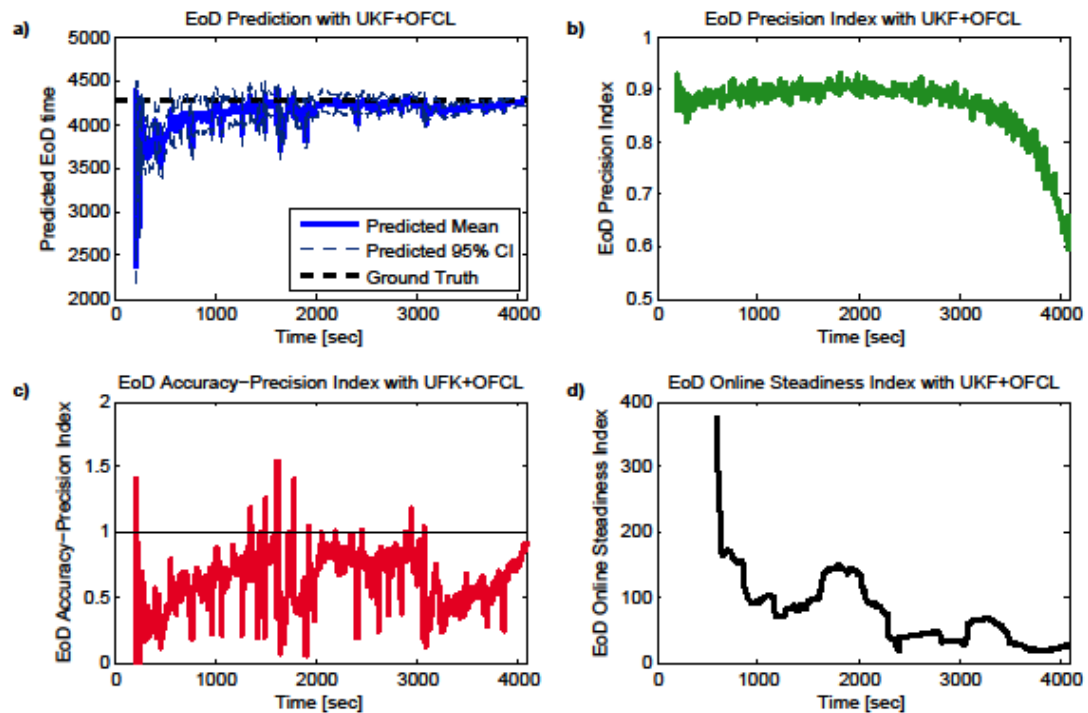 a)
EoD Prediction with UKF+OFCL
5000
4500
4000
3500
3000
2500
2000
Predicted EoD time
Predicted Mean
Predicted 95% CI
Ground Truth
0 1000 2000 3000 4000
Time [sec]
b)
EoD Precision Index with UKF+OFCL
1
0.9
0.8
0.7
0.6
0.5
EoD Precision Index
0 1000 2000 3000 4000
Time [sec]
c)
EoD Accuracy-Precision Index with UFK+OFCL
2
1.5
1
0.5
0
EoD Accuracy-Precision Index
0 1000 2000 3000 4000
Time [sec]
d)
EoD Online Steadiness Index with UKF+OFCL
400
300
200
100
0
EoD Online Steadiness Index
1000 2000 3000 4000
Time [sec]